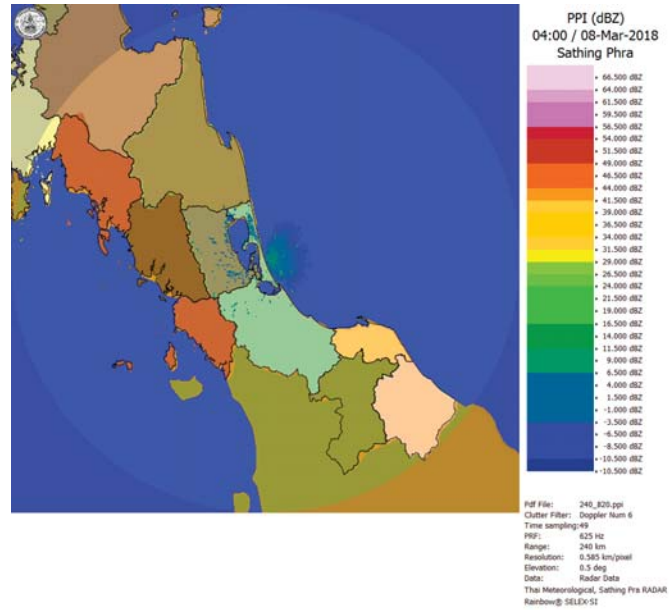 PPI (dBZ)
04:00 / 08-Mar-2018
Sathing Phra
66.500 dBZ
64.000 dBZ
61.500 dBZ
59.500 dBZ
56.500 dBZ
54.000 dBZ
51.500 dBZ
49.000 dBZ
46.500 dBZ
44.000 dBZ
41.500 dBZ
39.000 dBZ
34.000 dBZ
31.500 dBZ
29.000 dBZ
26.500 dBZ
24.000 dBZ
21.500 dBZ
19.000 dBZ
16.500 dBZ
14.000 dBZ
11.500 dBZ
9.000 dBZ
6.500 dBZ
4.000 dBZ
1.500 dBZ
-1.000 dBZ
-3.500 dBZ
-6.500 dBZ
-8.500 dBZ
-10.500 dBZ
-10.500 dBZ
Pdf File: 240_820.ppi
Clutter Filter: Doppler Num 6
Time sampling:49
PRF: 625 Hz
Range: 240 km
Resolution: 0.585 km/pixel
Elevation: 0.5 deg
Data: Radar Data
Thai Meteorological, Sathing Pra RADAR
Rainbow® SELEX-SI